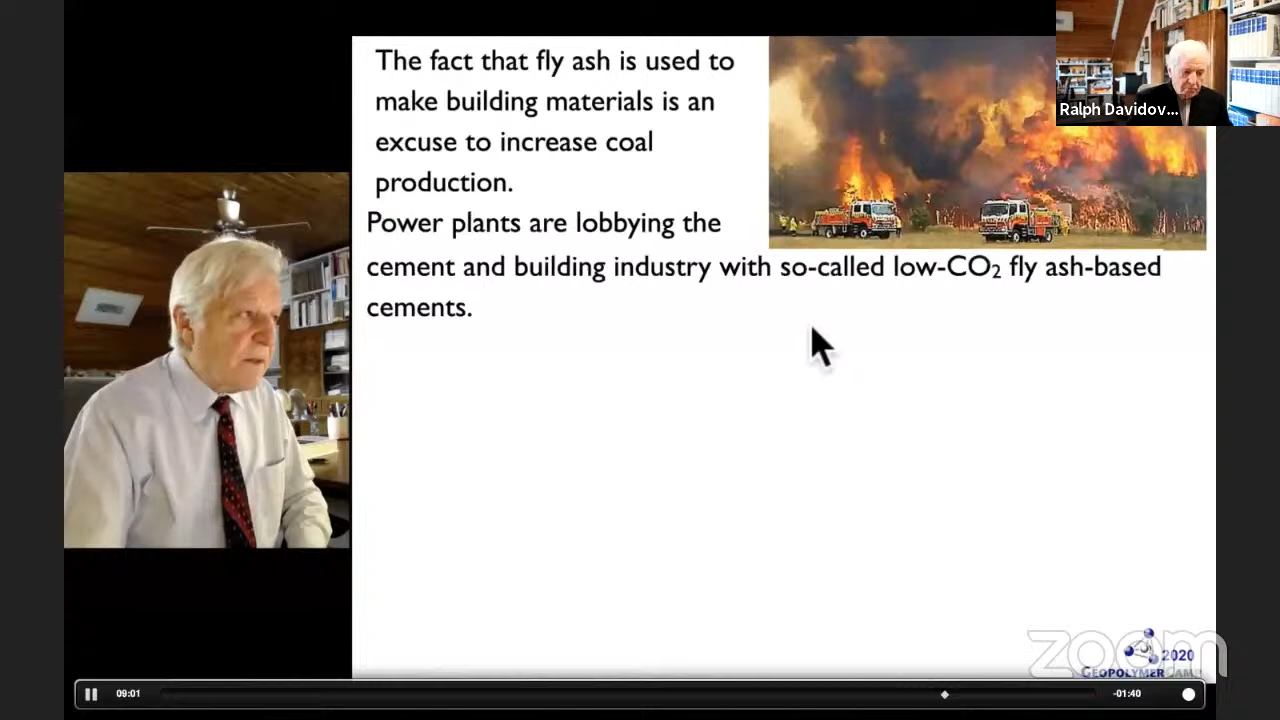 The fact that fly ash is used to
make building materials is an
excuse to increase coal
production.
Power plants are lobbying the
cement and building industry with so-called low-CO₂ fly ash-based
cements.
Ralph Davidov...
zoom
2020
GEOPOLYMERCAMP
09:01
-01:40